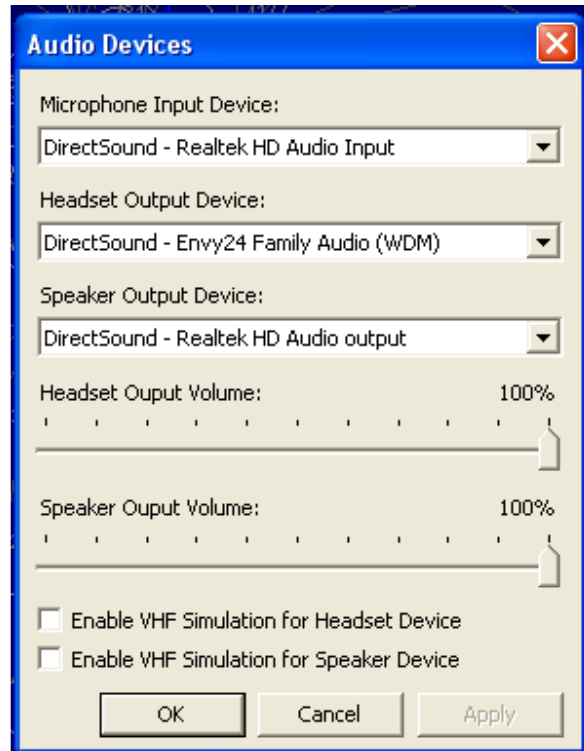 Audio Devices
Microphone Input Device:
DirectSound - Realtek HD Audio Input
Headset Output Device:
DirectSound - Envy24 Family Audio (WDM)
Speaker Output Device:
DirectSound - Realtek HD Audio output
Headset Ouput Volume: 100%
Speaker Ouput Volume: 100%
Enable VHF Simulation for Headset Device
Enable VHF Simulation for Speaker Device
OK Cancel Apply